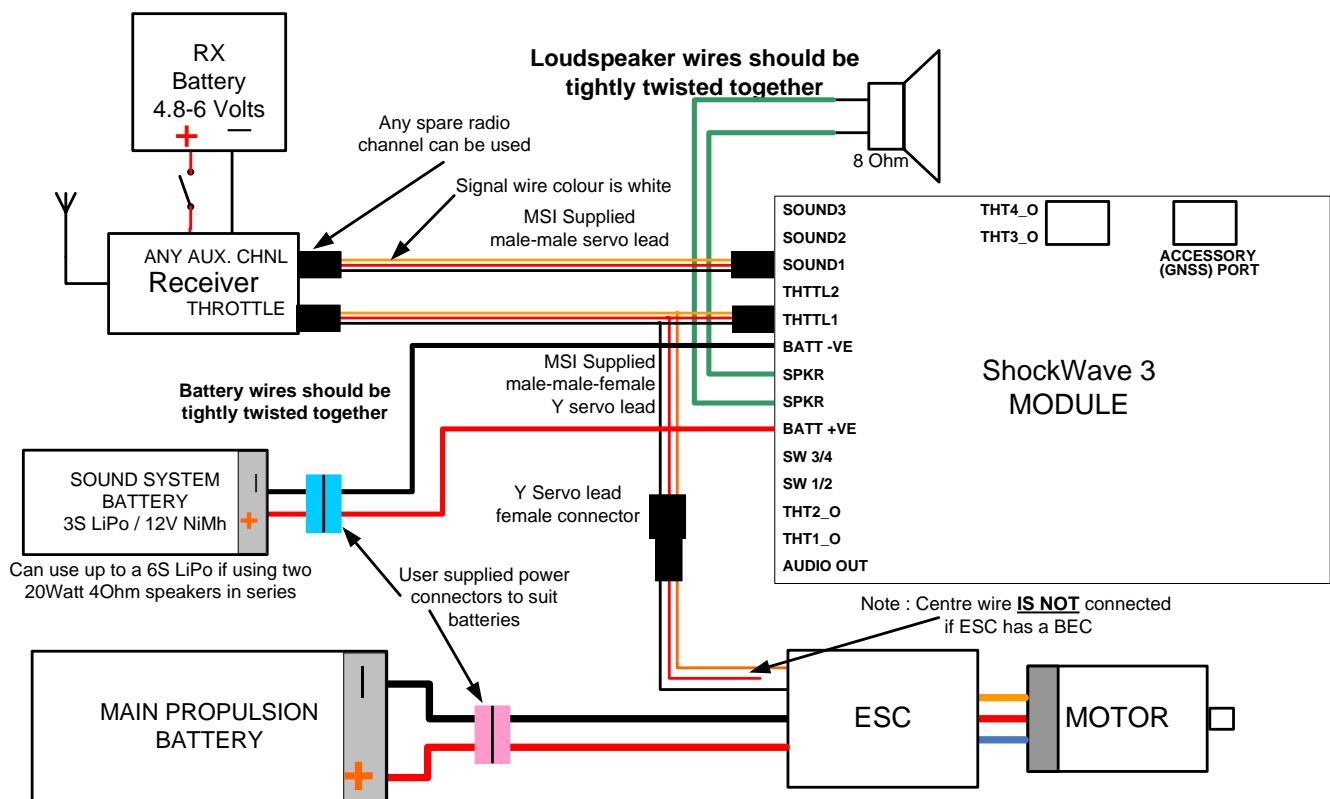 RX
Battery
4.8-6 Volts
+ —
Loudspeaker wires should be
tightly twisted together
8 Ohm
Any spare radio
channel can be used
Signal wire colour is white
MSI Supplied
male-male servo lead
ANY AUX. CHNL
Receiver
THROTTLE
SOUND3
SOUND2
SOUND1
THTTL2
THTTL1
BATT -VE
SPKR
SPKR
BATT +VE
SW 3/4
SW 1/2
THT2_O
THT1_O
AUDIO OUT
THT4_O
THT3_O
ACCESSORY
(GNSS) PORT
ShockWave 3
MODULE
MSI Supplied
male-male-female
Y servo lead
Battery wires should be
tightly twisted together
SOUND SYSTEM
BATTERY
3S LiPo / 12V NiMh
—
+
Can use up to a 6S LiPo if using two
20Watt 4Ohm speakers in series
Y Servo lead
female connector
User supplied power
connectors to suit
batteries
Note : Centre wire IS NOT connected
if ESC has a BEC
MAIN PROPULSION
BATTERY
—
+
ESC
MOTOR